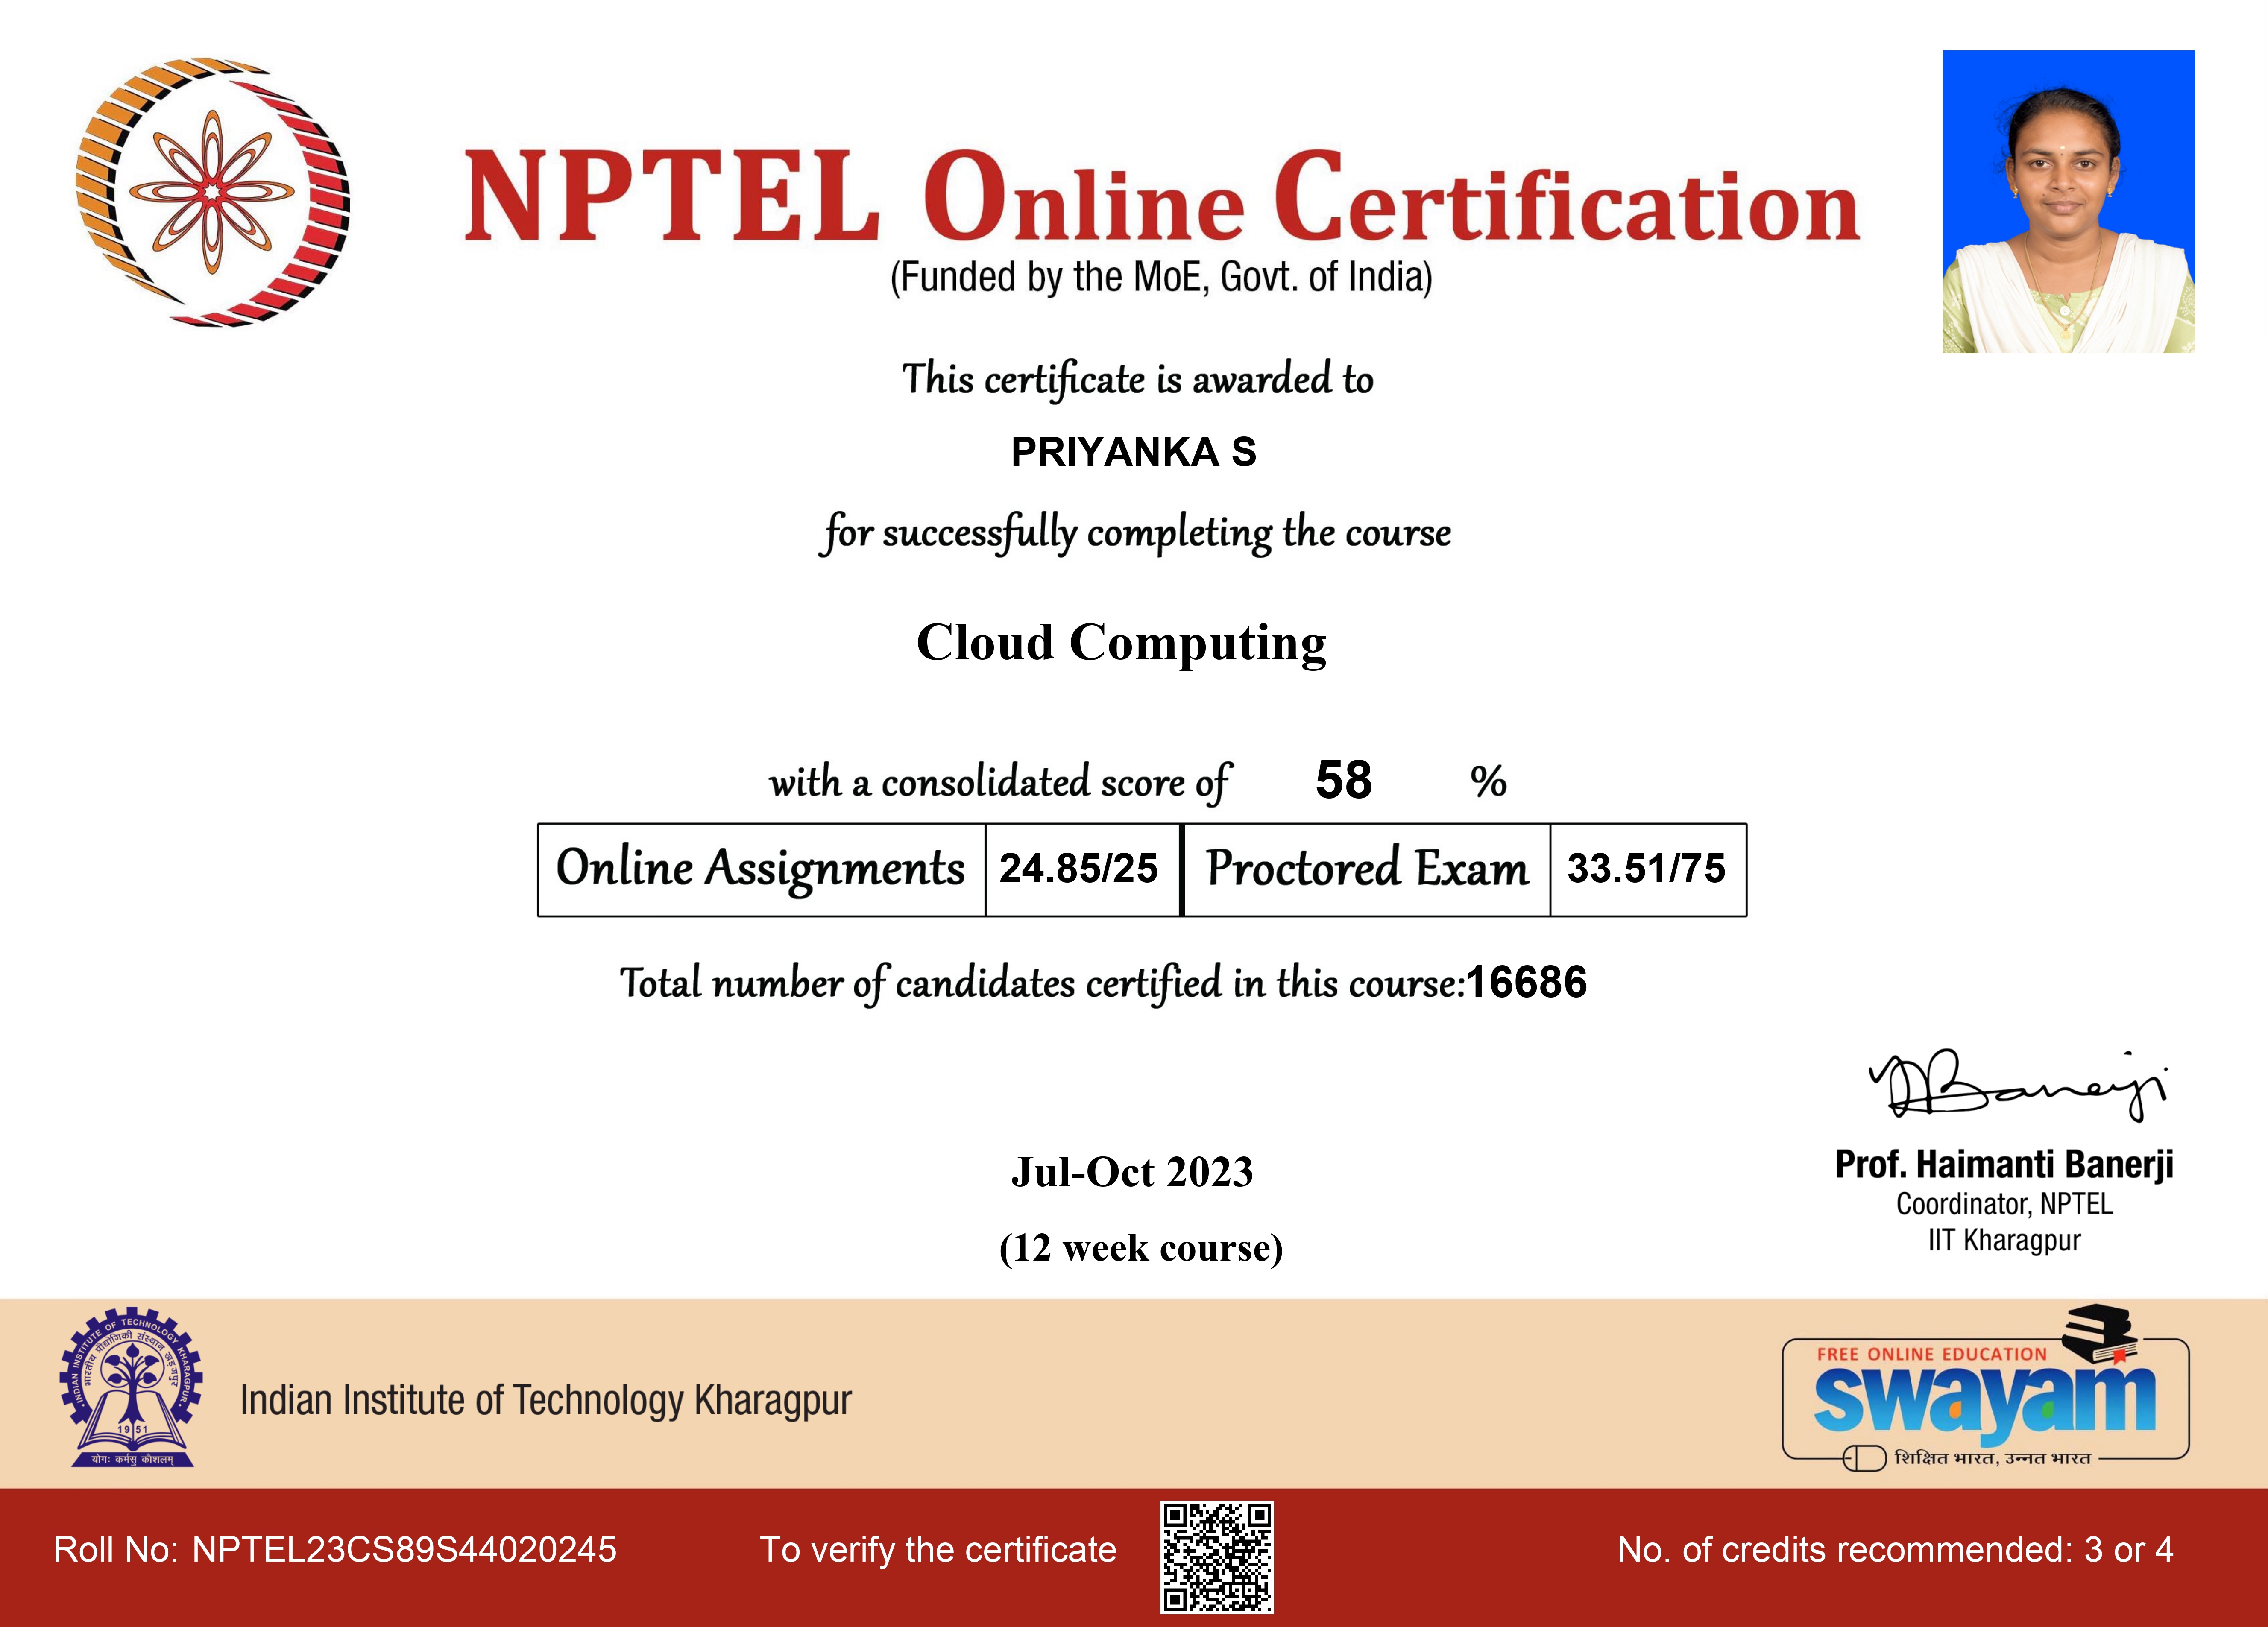 NPTEL Online Certification
(Funded by the MoE, Govt. of India)
This certificate is awarded to
PRIYANKA S
for successfully completing the course
Cloud Computing
with a consolidated score of 58 %
Online Assignments 24.85/25 Proctored Exam 33.51/75
Total number of candidates certified in this course:16686
Banerji
Prof. Haimanti Banerji
Coordinator, NPTEL
IIT Kharagpur
Jul-Oct 2023
(12 week course)
INDIAN INSTITUTE OF TECHNOLOGY KHARAGPUR
भारतीय प्रौद्योगिकी संस्थान खड़गपुर
1951
योगः कर्मसु कौशलम्
Indian Institute of Technology Kharagpur
FREE ONLINE EDUCATION
swayam
शिक्षित भारत, उन्नत भारत
Roll No: NPTEL23CS89S44020245 To verify the certificate No. of credits recommended: 3 or 4